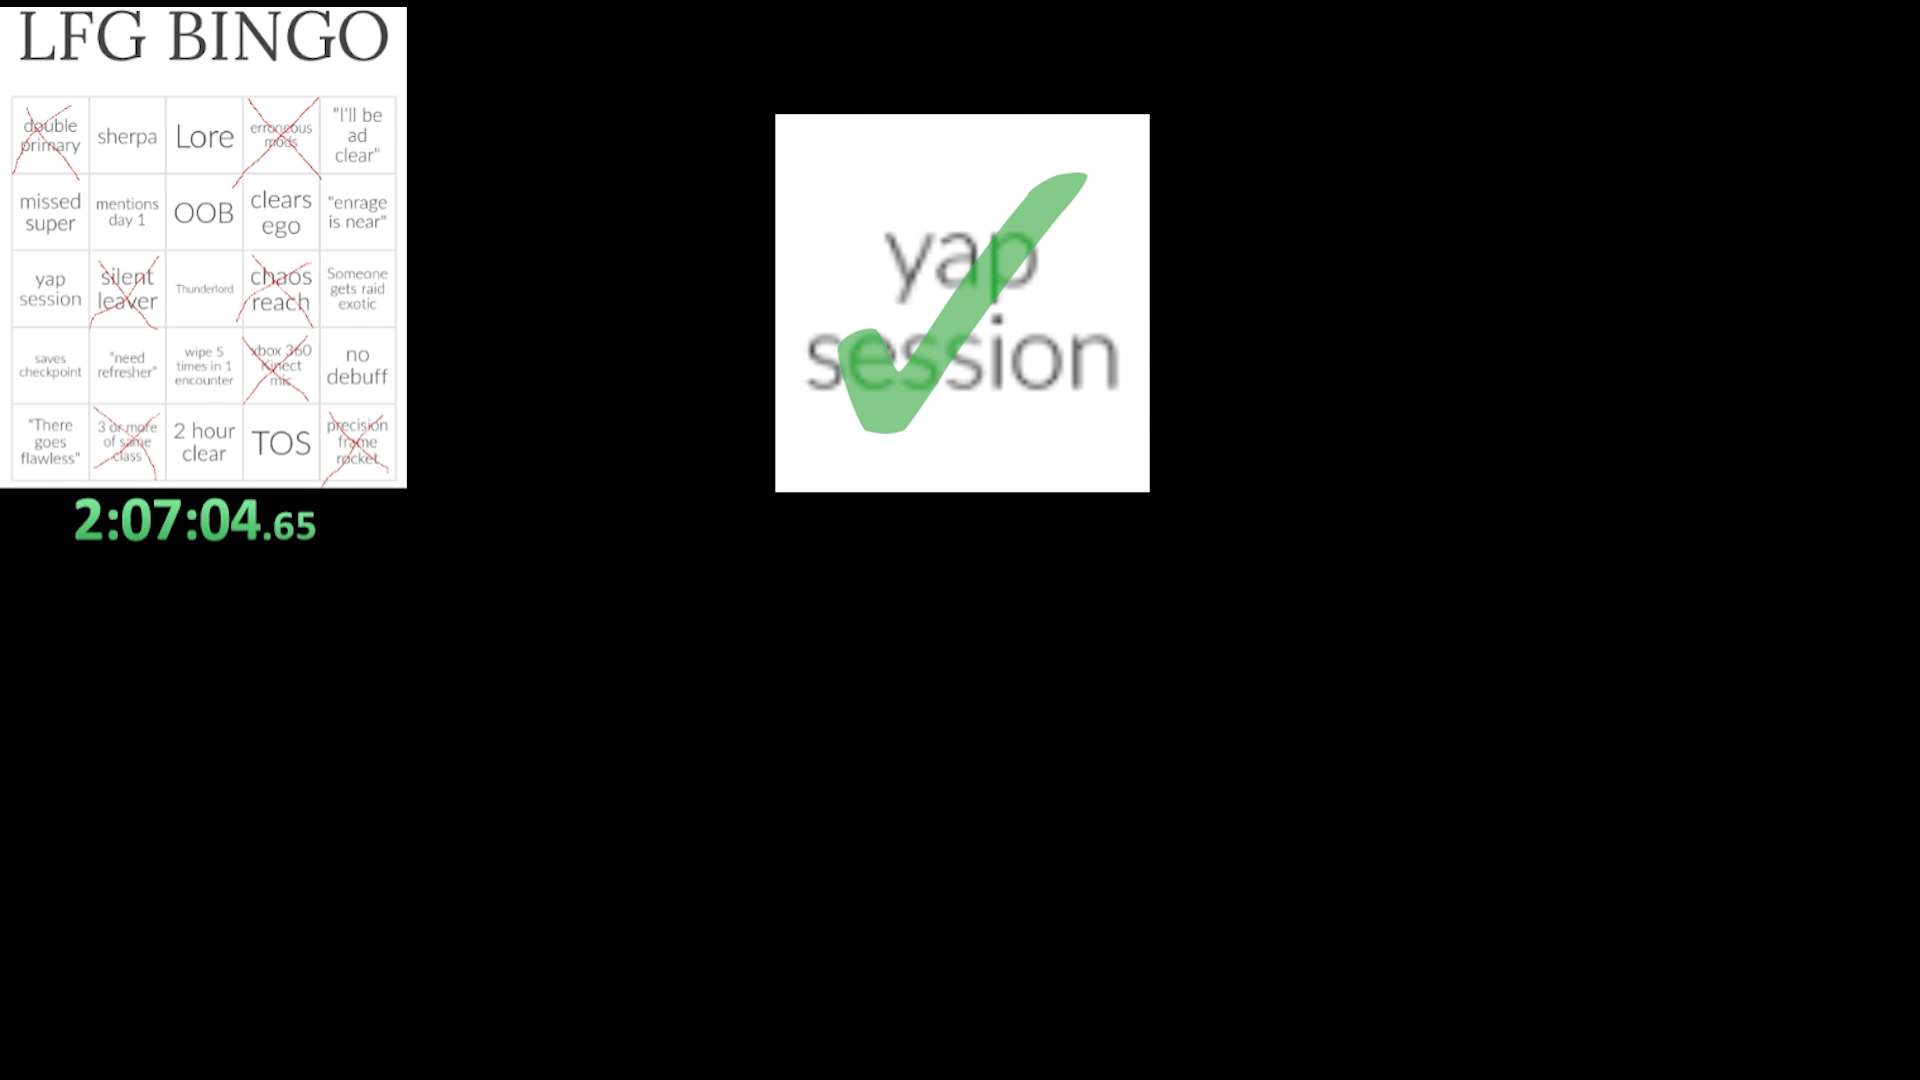 LFG BINGO
double
primary
sherpa
Lore
erroneous
mods
"I'll be
ad
clear"
missed
super
mentions
day 1
OOB
clears
ego
"enrage
is near"
yap
session
silent
leaver
Thunderlord
chaos
reach
Someone
gets raid
exotic
saves
checkpoint
"need
refresher"
wipe 5
times in 1
encounter
xbox 360
Kinect
mic
no
debuff
"There
goes
flawless"
3 or more
of same
class
2 hour
clear
TOS
precision
frame
rocket
2:07:04.65
yap
session